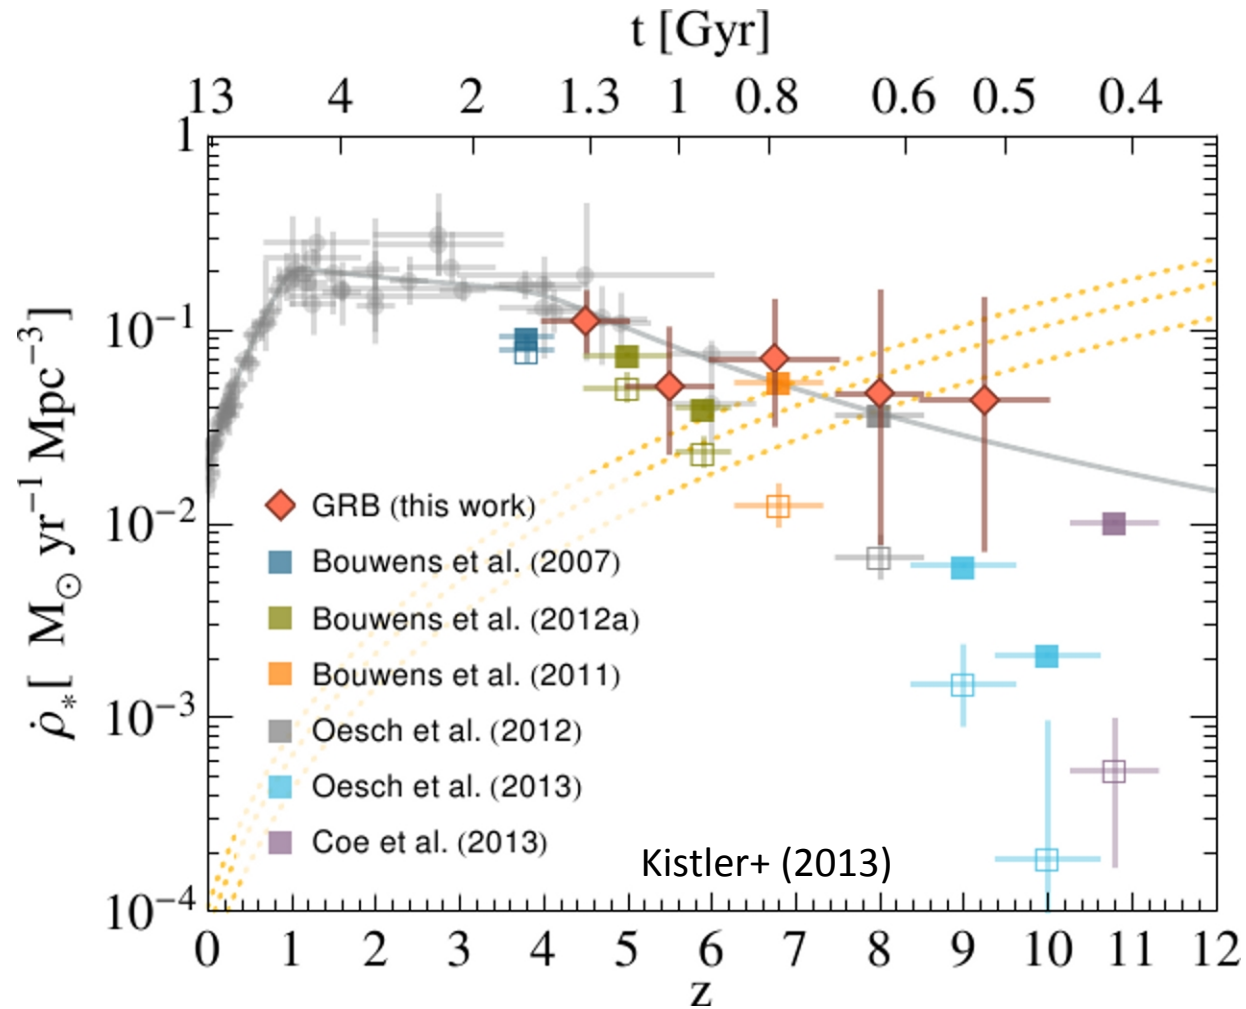 t [Gyr]
13 4 2 1.3 1 0.8 0.6 0.5 0.4
1
10⁻¹
10⁻²
10⁻³
10⁻⁴
ρ̇* [ M⊙ yr⁻¹ Mpc⁻³]
GRB (this work)
Bouwens et al. (2007)
Bouwens et al. (2012a)
Bouwens et al. (2011)
Oesch et al. (2012)
Oesch et al. (2013)
Coe et al. (2013)
Kistler+ (2013)
0 1 2 3 4 5 6 7 8 9 10 11 12
z